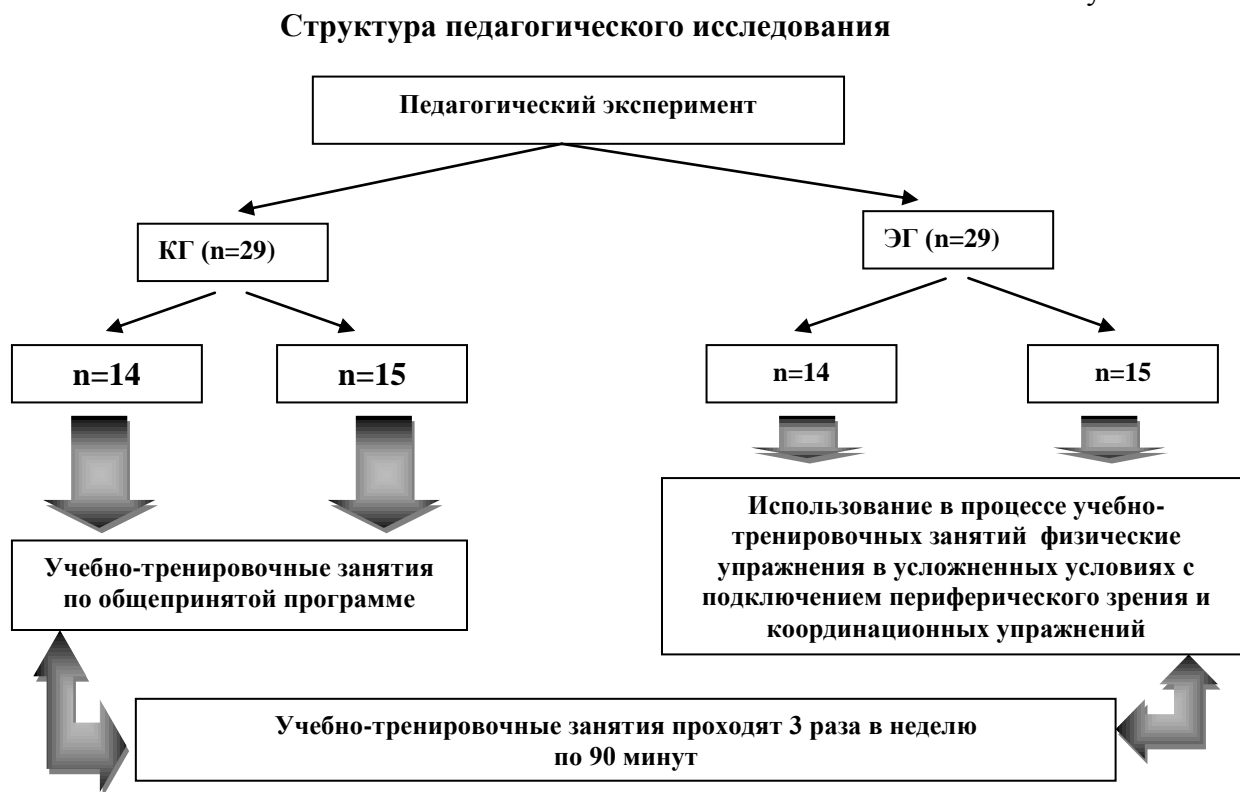 Структура педагогического исследования
Педагогический эксперимент
КГ (n=29)
ЭГ (n=29)
n=14
n=15
n=14
n=15
Учебно-тренировочные занятия
по общепринятой программе
Использование в процессе учебно-
тренировочных занятий физические
упражнения в усложненных условиях с
подключением периферического зрения и
координационных упражнений
Учебно-тренировочные занятия проходят 3 раза в неделю
по 90 минут